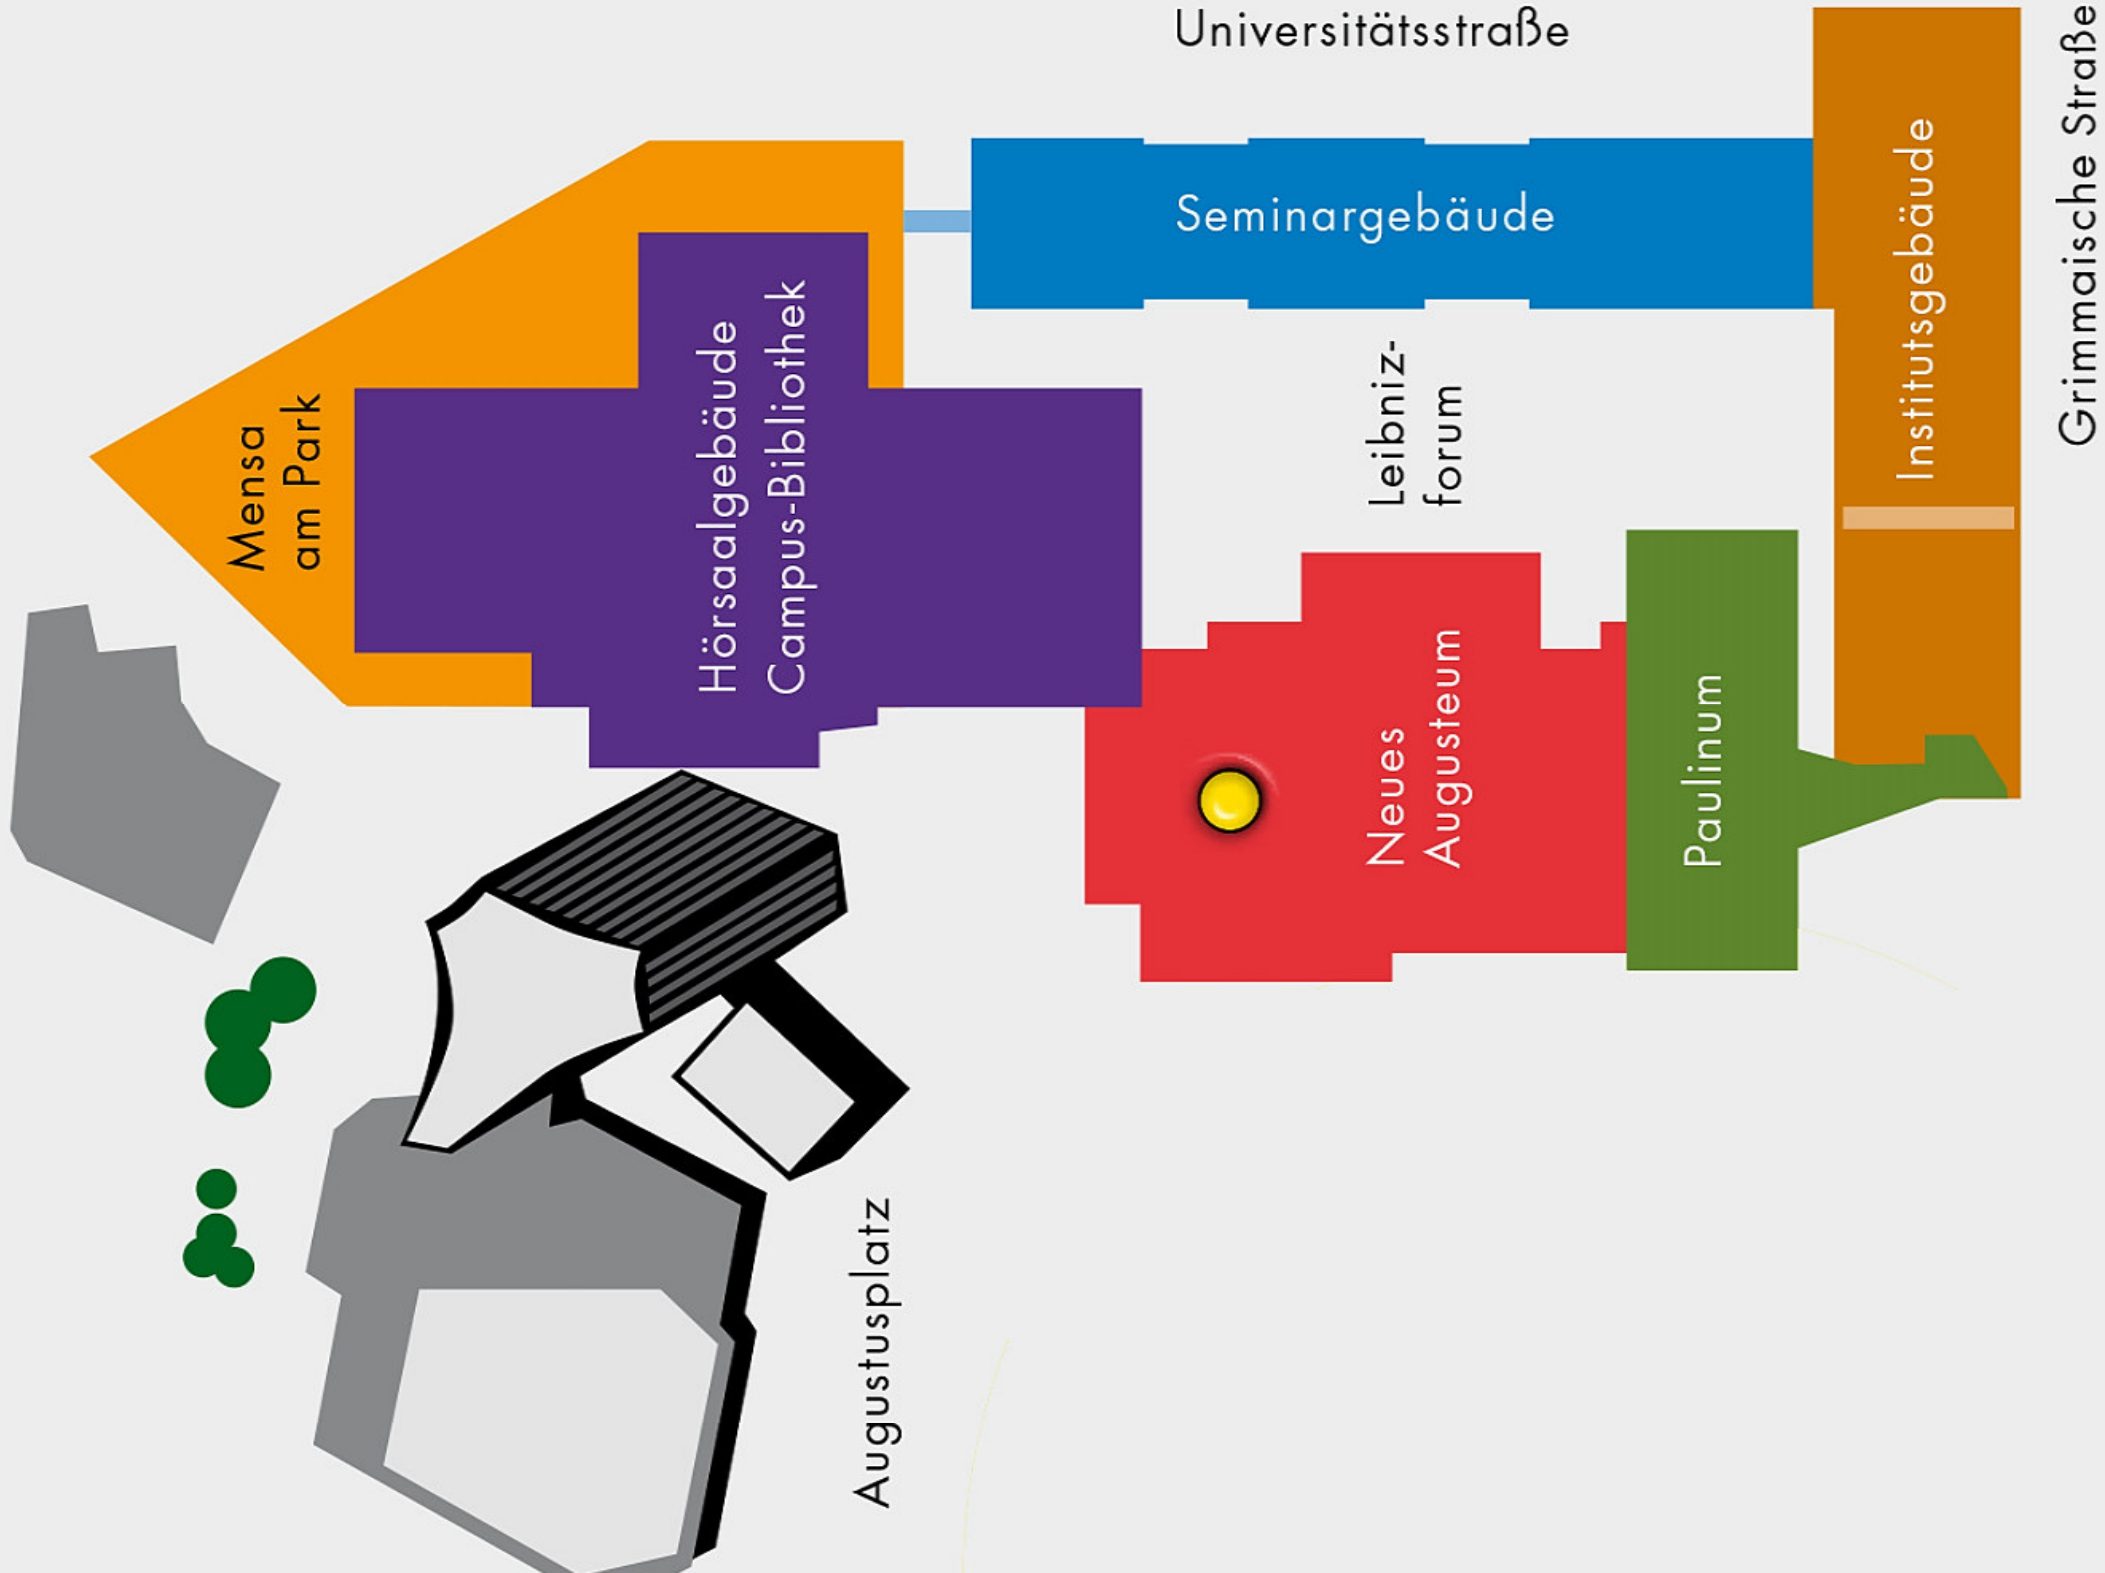 Universitätsstraße
Grimmaische Straße
Seminargebäude
Institutsgebäude
Mensa
am Park
Hörsaalgebäude
Campus-Bibliothek
Leibniz-
forum
Neues
Augusteum
Paulinum
Augustusplatz